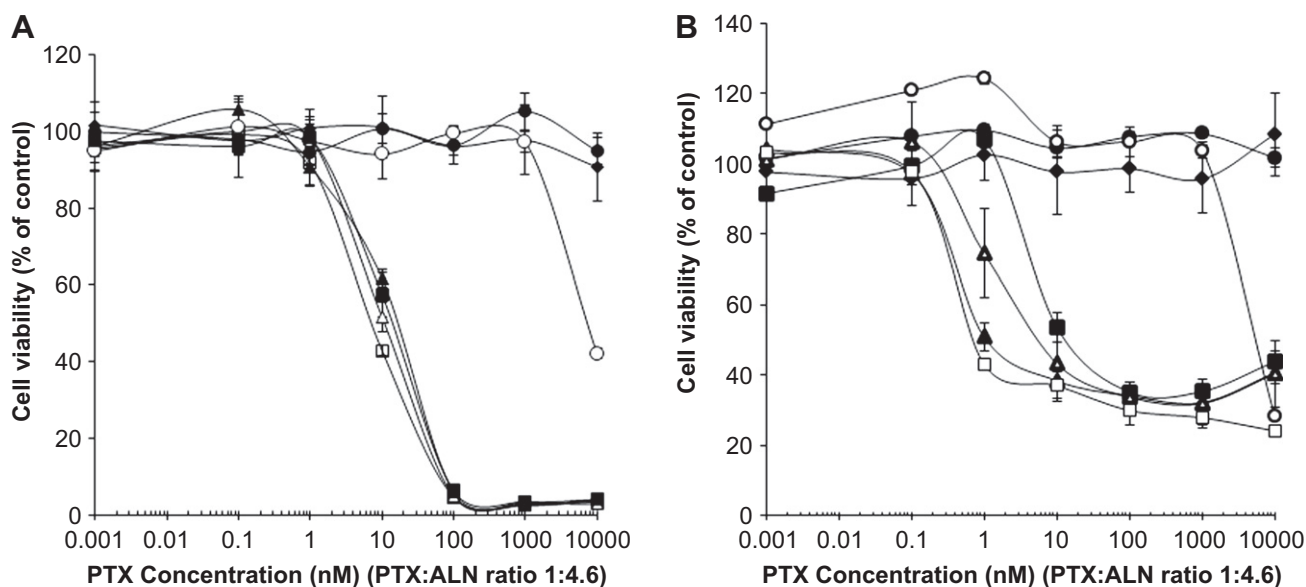 A
B
120
100
80
60
40
20
0
Cell viability (% of control)
0.001 0.01 0.1 1 10 100 1000 10000
PTX Concentration (nM) (PTX:ALN ratio 1:4.6)
140
120
100
80
60
40
20
0
Cell viability (% of control)
0.001 0.01 0.1 1 10 100 1000 10000
PTX Concentration (nM) (PTX:ALN ratio 1:4.6)